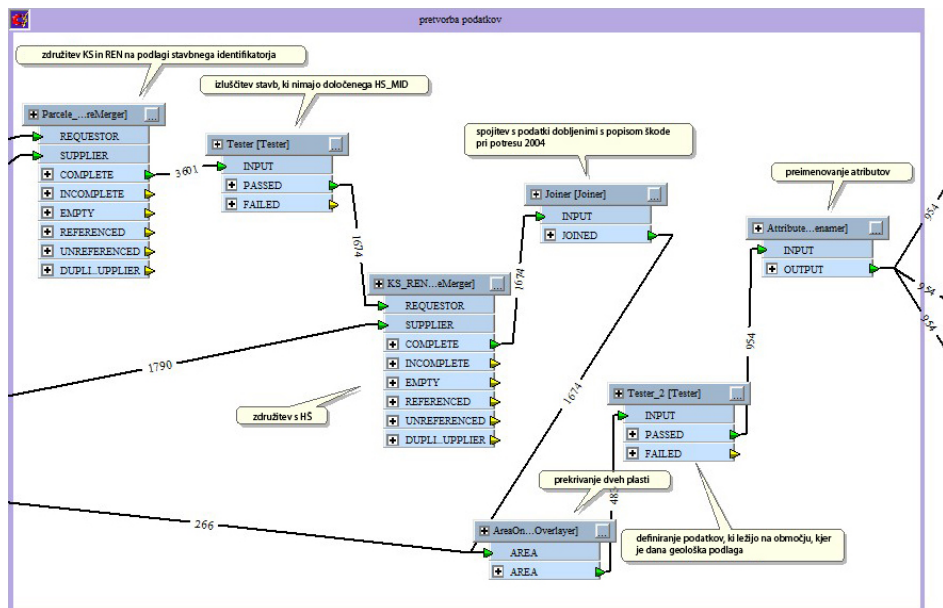 pretvorba podatkov
združitev KS in REN na podlagi stavbnega identifikatorja
izluščitev stavb, ki nimajo določenega HS_MID
Parcele_...reMerger]
...
REQUESTOR
SUPPLIER
COMPLETE
INCOMPLETE
EMPTY
REFERENCED
UNREFERENCED
DUPLI..UPPLIER
3601
Tester [Tester]
...
INPUT
PASSED
FAILED
1674
spojitev s podatki dobljenimi s popisom škode
pri potresu 2004
Joiner [Joiner]
...
INPUT
JOINED
preimenovanje atributov
Attribute...enamer]
...
INPUT
OUTPUT
954
954
954
KS_REN...eMerger]
...
REQUESTOR
SUPPLIER
COMPLETE
INCOMPLETE
EMPTY
REFERENCED
UNREFERENCED
DUPLI..UPPLIER
1674
1790
združitev s HŠ
1674
954
Tester_2 [Tester]
...
INPUT
PASSED
FAILED
prekrivanje dveh plasti
266
AreaOn...Overlayer]
...
AREA
AREA
definiranje podatkov, ki ležijo na območju, kjer
je dana geološka podlaga